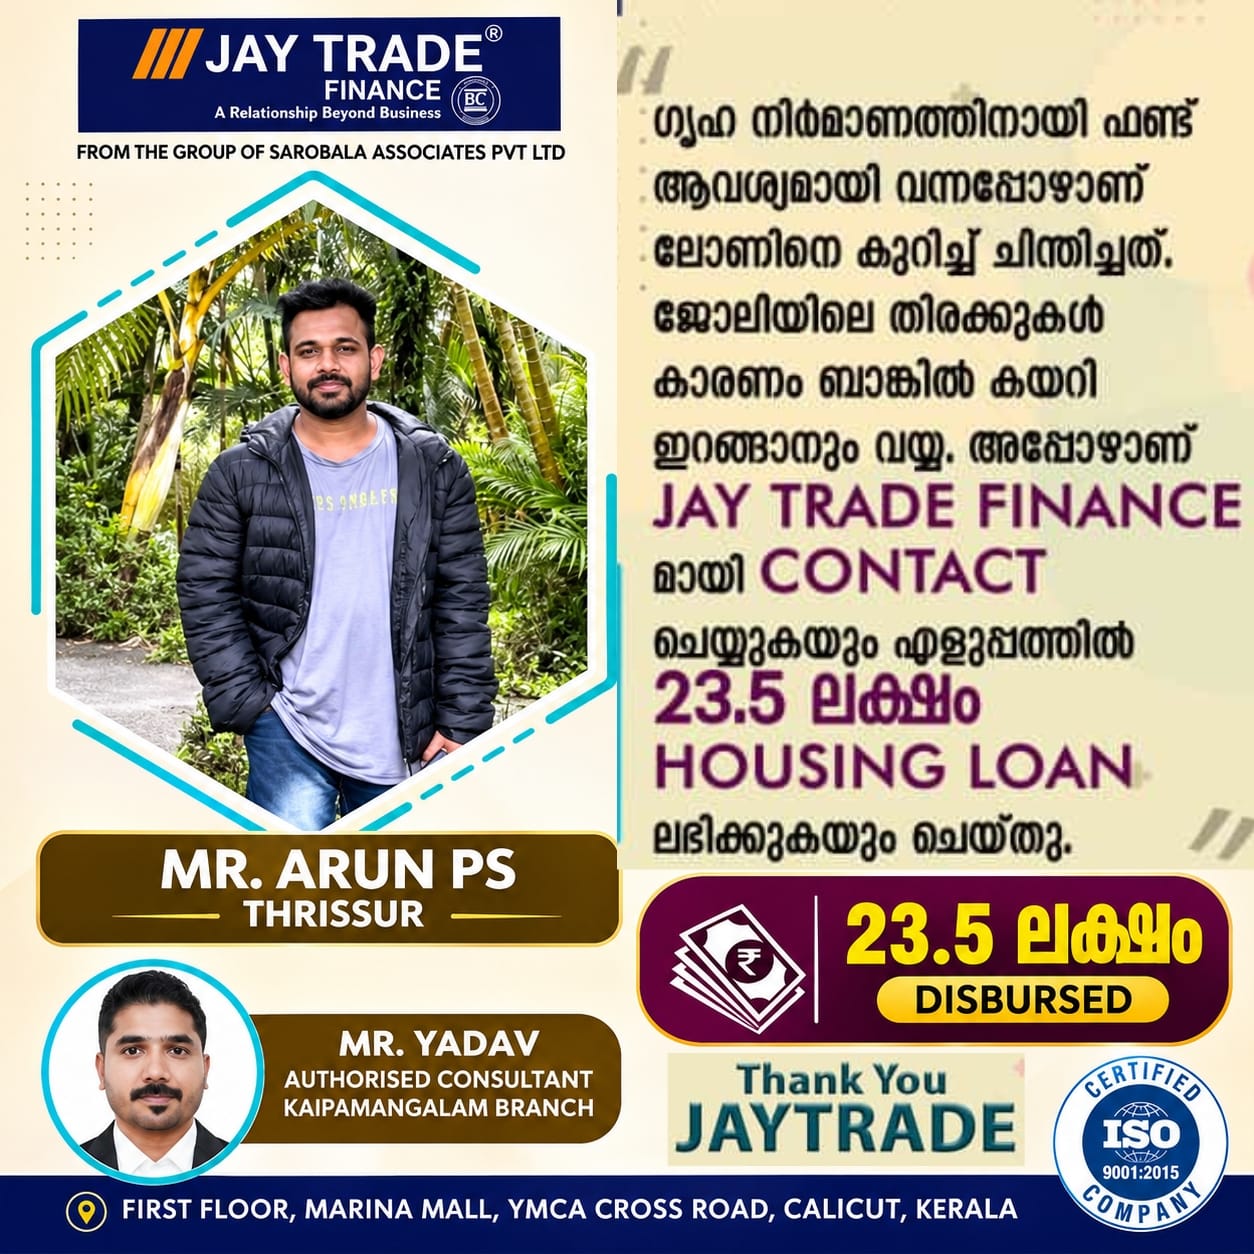 JAY TRADE®
FINANCE
A Relationship Beyond Business
BC
FROM THE GROUP OF SAROBALA ASSOCIATES PVT LTD
MR. ARUN PS
THRISSUR
MR. YADAV
AUTHORISED CONSULTANT
KAIPAMANGALAM BRANCH
"
ഗൃഹ നിർമാണത്തിനായി ഫണ്ട്
ആവശ്യമായി വന്നപ്പോഴാണ്
ലോണിനെ കുറിച്ച് ചിന്തിച്ചത്.
ജോലിയിലെ തിരക്കുകൾ
കാരണം ബാങ്കിൽ കയറി
ഇറങ്ങാനും വയ്യ. അപ്പോഴാണ്
JAY TRADE FINANCE
മായി CONTACT
ചെയ്യുകയും എളുപ്പത്തിൽ
23.5 ലക്ഷം
HOUSING LOAN
ലഭിക്കുകയും ചെയ്തു.
"
₹
23.5 ലക്ഷം
DISBURSED
Thank You
JAYTRADE
CERTIFIED
ISO
9001:2015
COMPANY
FIRST FLOOR, MARINA MALL, YMCA CROSS ROAD, CALICUT, KERALA